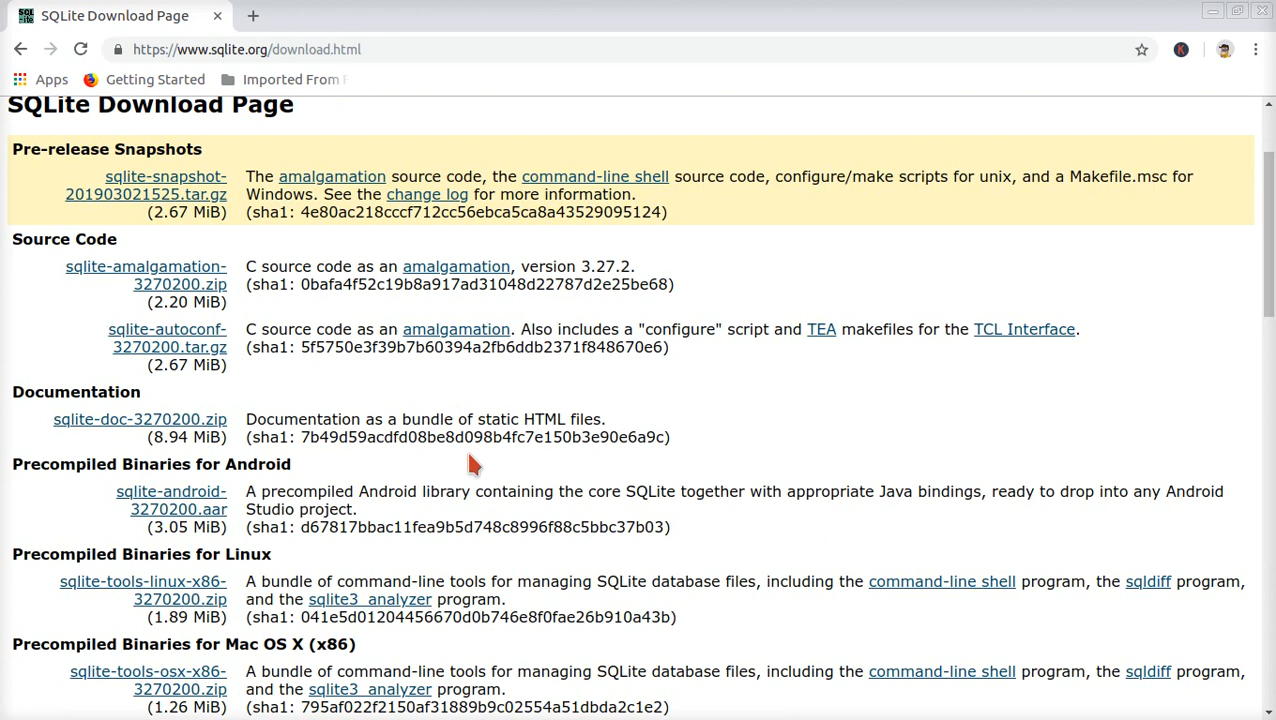 SQLite Download Page
https://www.sqlite.org/download.html
K
Apps
Getting Started
Imported From
SQLite Download Page
Pre-release Snapshots
sqlite-snapshot- The amalgamation source code, the command-line shell source code, configure/make scripts for unix, and a Makefile.msc for
201903021525.tar.gz Windows. See the change log for more information.
(2.67 MiB) (sha1: 4e80ac218cccf712cc56ebca5ca8a43529095124)
Source Code
sqlite-amalgamation- C source code as an amalgamation, version 3.27.2.
3270200.zip (sha1: 0bafa4f52c19b8a917ad31048d22787d2e25be68)
(2.20 MiB)
sqlite-autoconf- C source code as an amalgamation. Also includes a "configure" script and TEA makefiles for the TCL Interface.
3270200.tar.gz (sha1: 5f5750e3f39b7b60394a2fb6ddb2371f848670e6)
(2.67 MiB)
Documentation
sqlite-doc-3270200.zip Documentation as a bundle of static HTML files.
(8.94 MiB) (sha1: 7b49d59acdfd08be8d098b4fc7e150b3e90e6a9c)
Precompiled Binaries for Android
sqlite-android- A precompiled Android library containing the core SQLite together with appropriate Java bindings, ready to drop into any Android
3270200.aar Studio project.
(3.05 MiB) (sha1: d67817bbac11fea9b5d748c8996f88c5bbc37b03)
Precompiled Binaries for Linux
sqlite-tools-linux-x86- A bundle of command-line tools for managing SQLite database files, including the command-line shell program, the sqldiff program,
3270200.zip and the sqlite3_analyzer program.
(1.89 MiB) (sha1: 041e5d01204456670d0b746e8f0fae26b910a43b)
Precompiled Binaries for Mac OS X (x86)
sqlite-tools-osx-x86- A bundle of command-line tools for managing SQLite database files, including the command-line shell program, the sqldiff program,
3270200.zip and the sqlite3_analyzer program.
(1.26 MiB) (sha1: 795af022f2150af31889b9c02554a51dbda2c1e2)